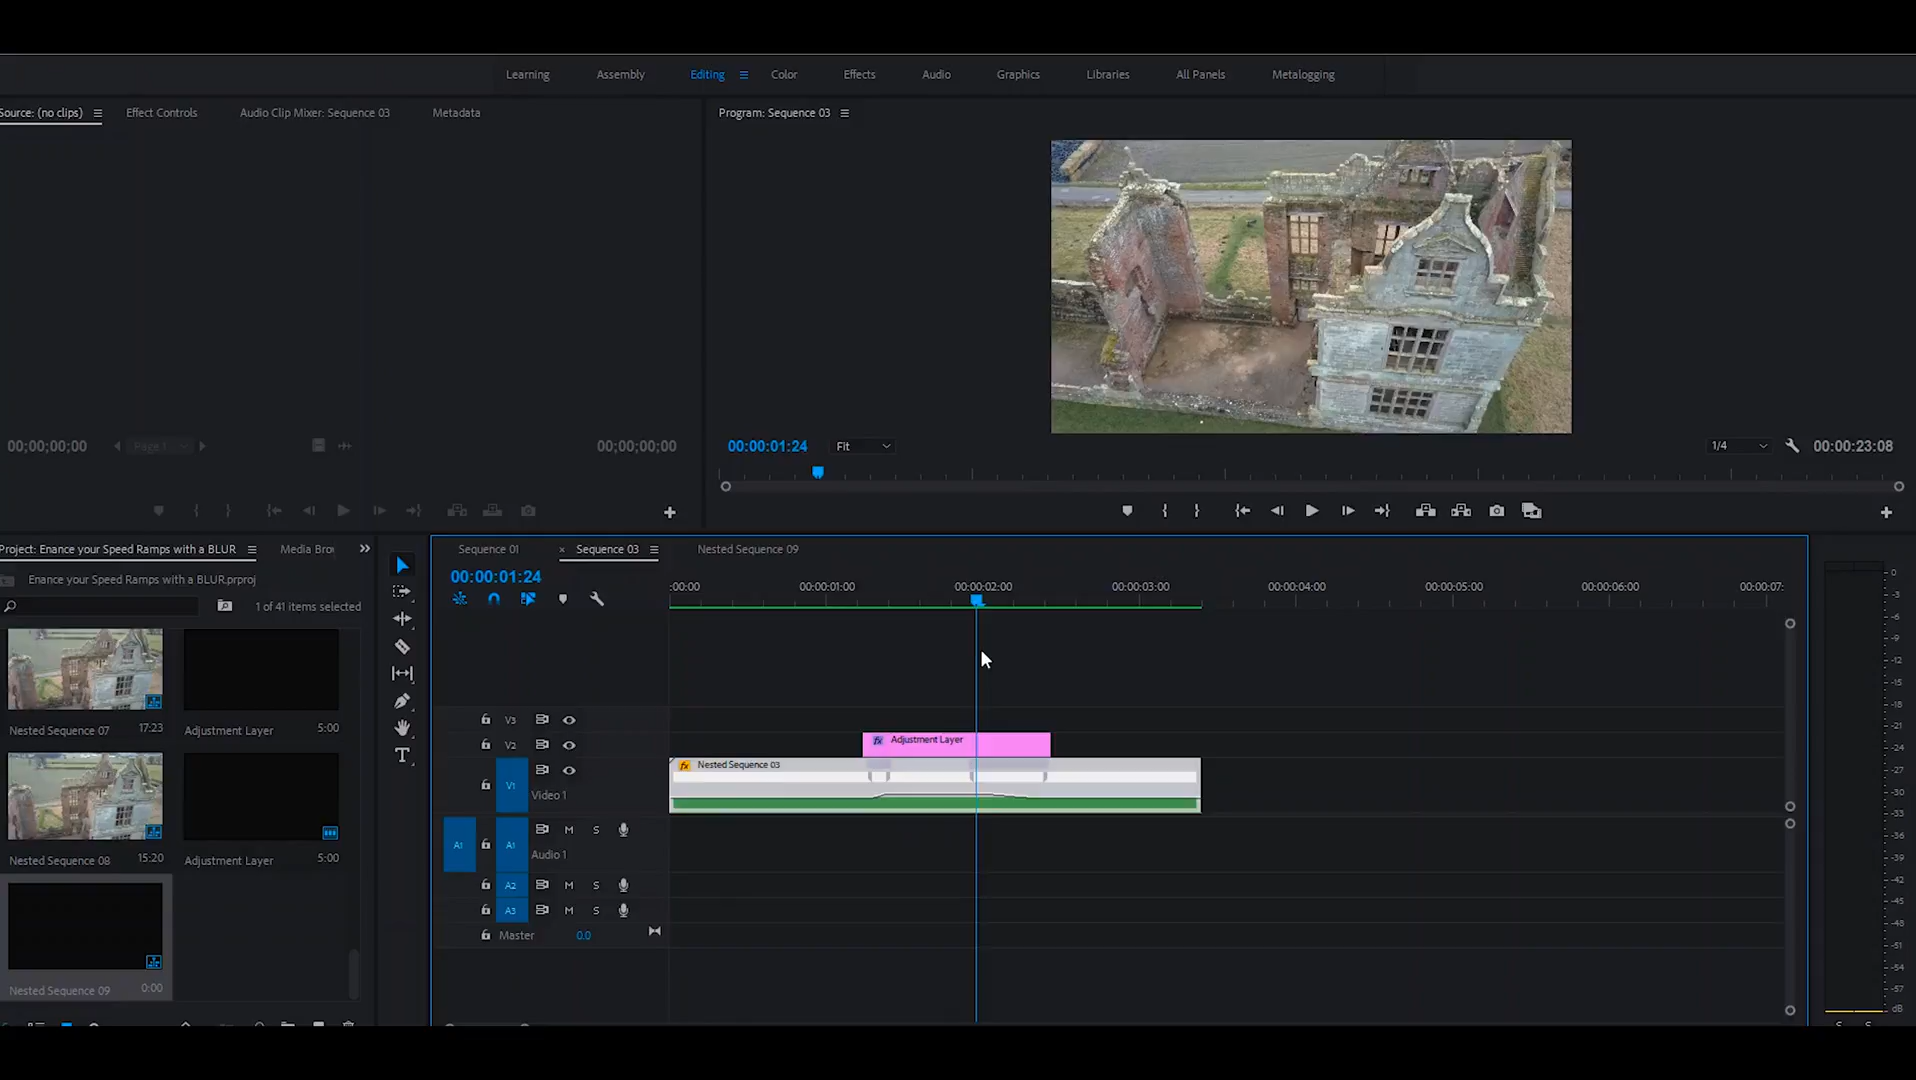 Learning Assembly Editing Color Effects Audio Graphics Libraries All Panels Metalogging
Source: (no clips) Effect Controls Audio Clip Mixer: Sequence 03 Metadata
Program: Sequence 03
00;00;00;00 Page 1 00;00;00;00
00:00:01:24 Fit 1/4 00:00:23:08
Project: Enance your Speed Ramps with a BLUR Media Bro
Enance your Speed Ramps with a BLUR.prproj
1 of 41 items selected
Nested Sequence 07 17:23 Adjustment Layer 5:00
Nested Sequence 08 15:20 Adjustment Layer 5:00
Nested Sequence 09 0:00
Sequence 01 × Sequence 03 Nested Sequence 09
00:00:01:24
:00:00 00:00:01:00 00:00:02:00 00:00:03:00 00:00:04:00 00:00:05:00 00:00:06:00 00:00:07:
V3
V2 fx Adjustment Layer
fx Nested Sequence 03
V1 Video 1
A1 A1 M S
Audio 1
A2 M S
A3 M S
Master 0.0
0
-3
-6
-9
-12
-15
-18
-21
-24
-27
-30
-33
-36
-39
-42
-45
-48
-51
-54
-57
dB
S S